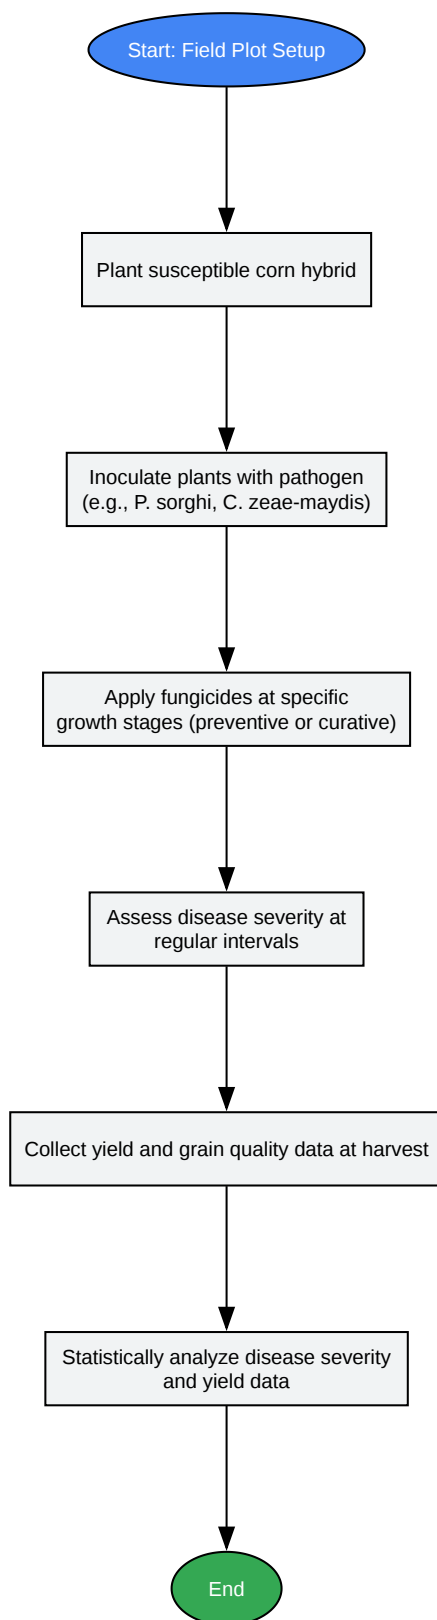 Start: Field Plot Setup
Plant susceptible corn hybrid
Inoculate plants with pathogen
(e.g., P. sorghi, C. zeae-maydis)
Apply fungicides at specific
growth stages (preventive or curative)
Assess disease severity at
regular intervals
Collect yield and grain quality data at harvest
Statistically analyze disease severity
and yield data
End